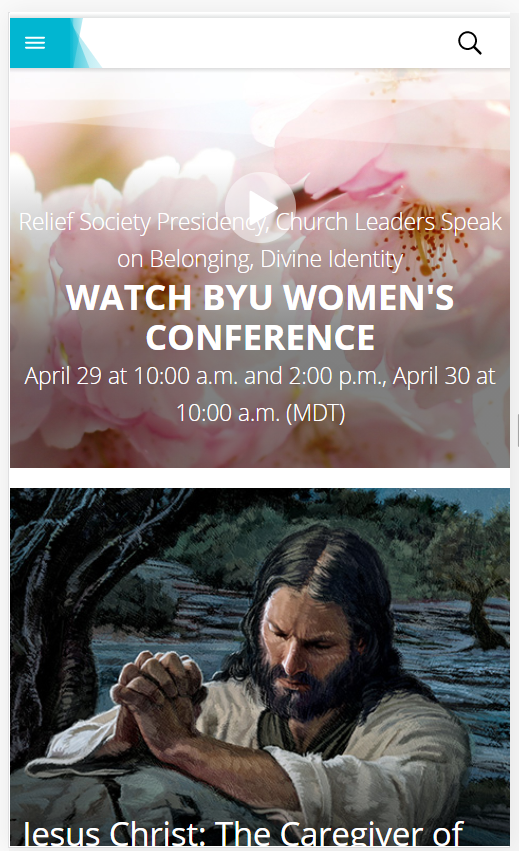 Relief Society Presidency, Church Leaders Speak
on Belonging, Divine Identity
WATCH BYU WOMEN'S
CONFERENCE
April 29 at 10:00 a.m. and 2:00 p.m., April 30 at
10:00 a.m. (MDT)
Jesus Christ: The Caregiver of